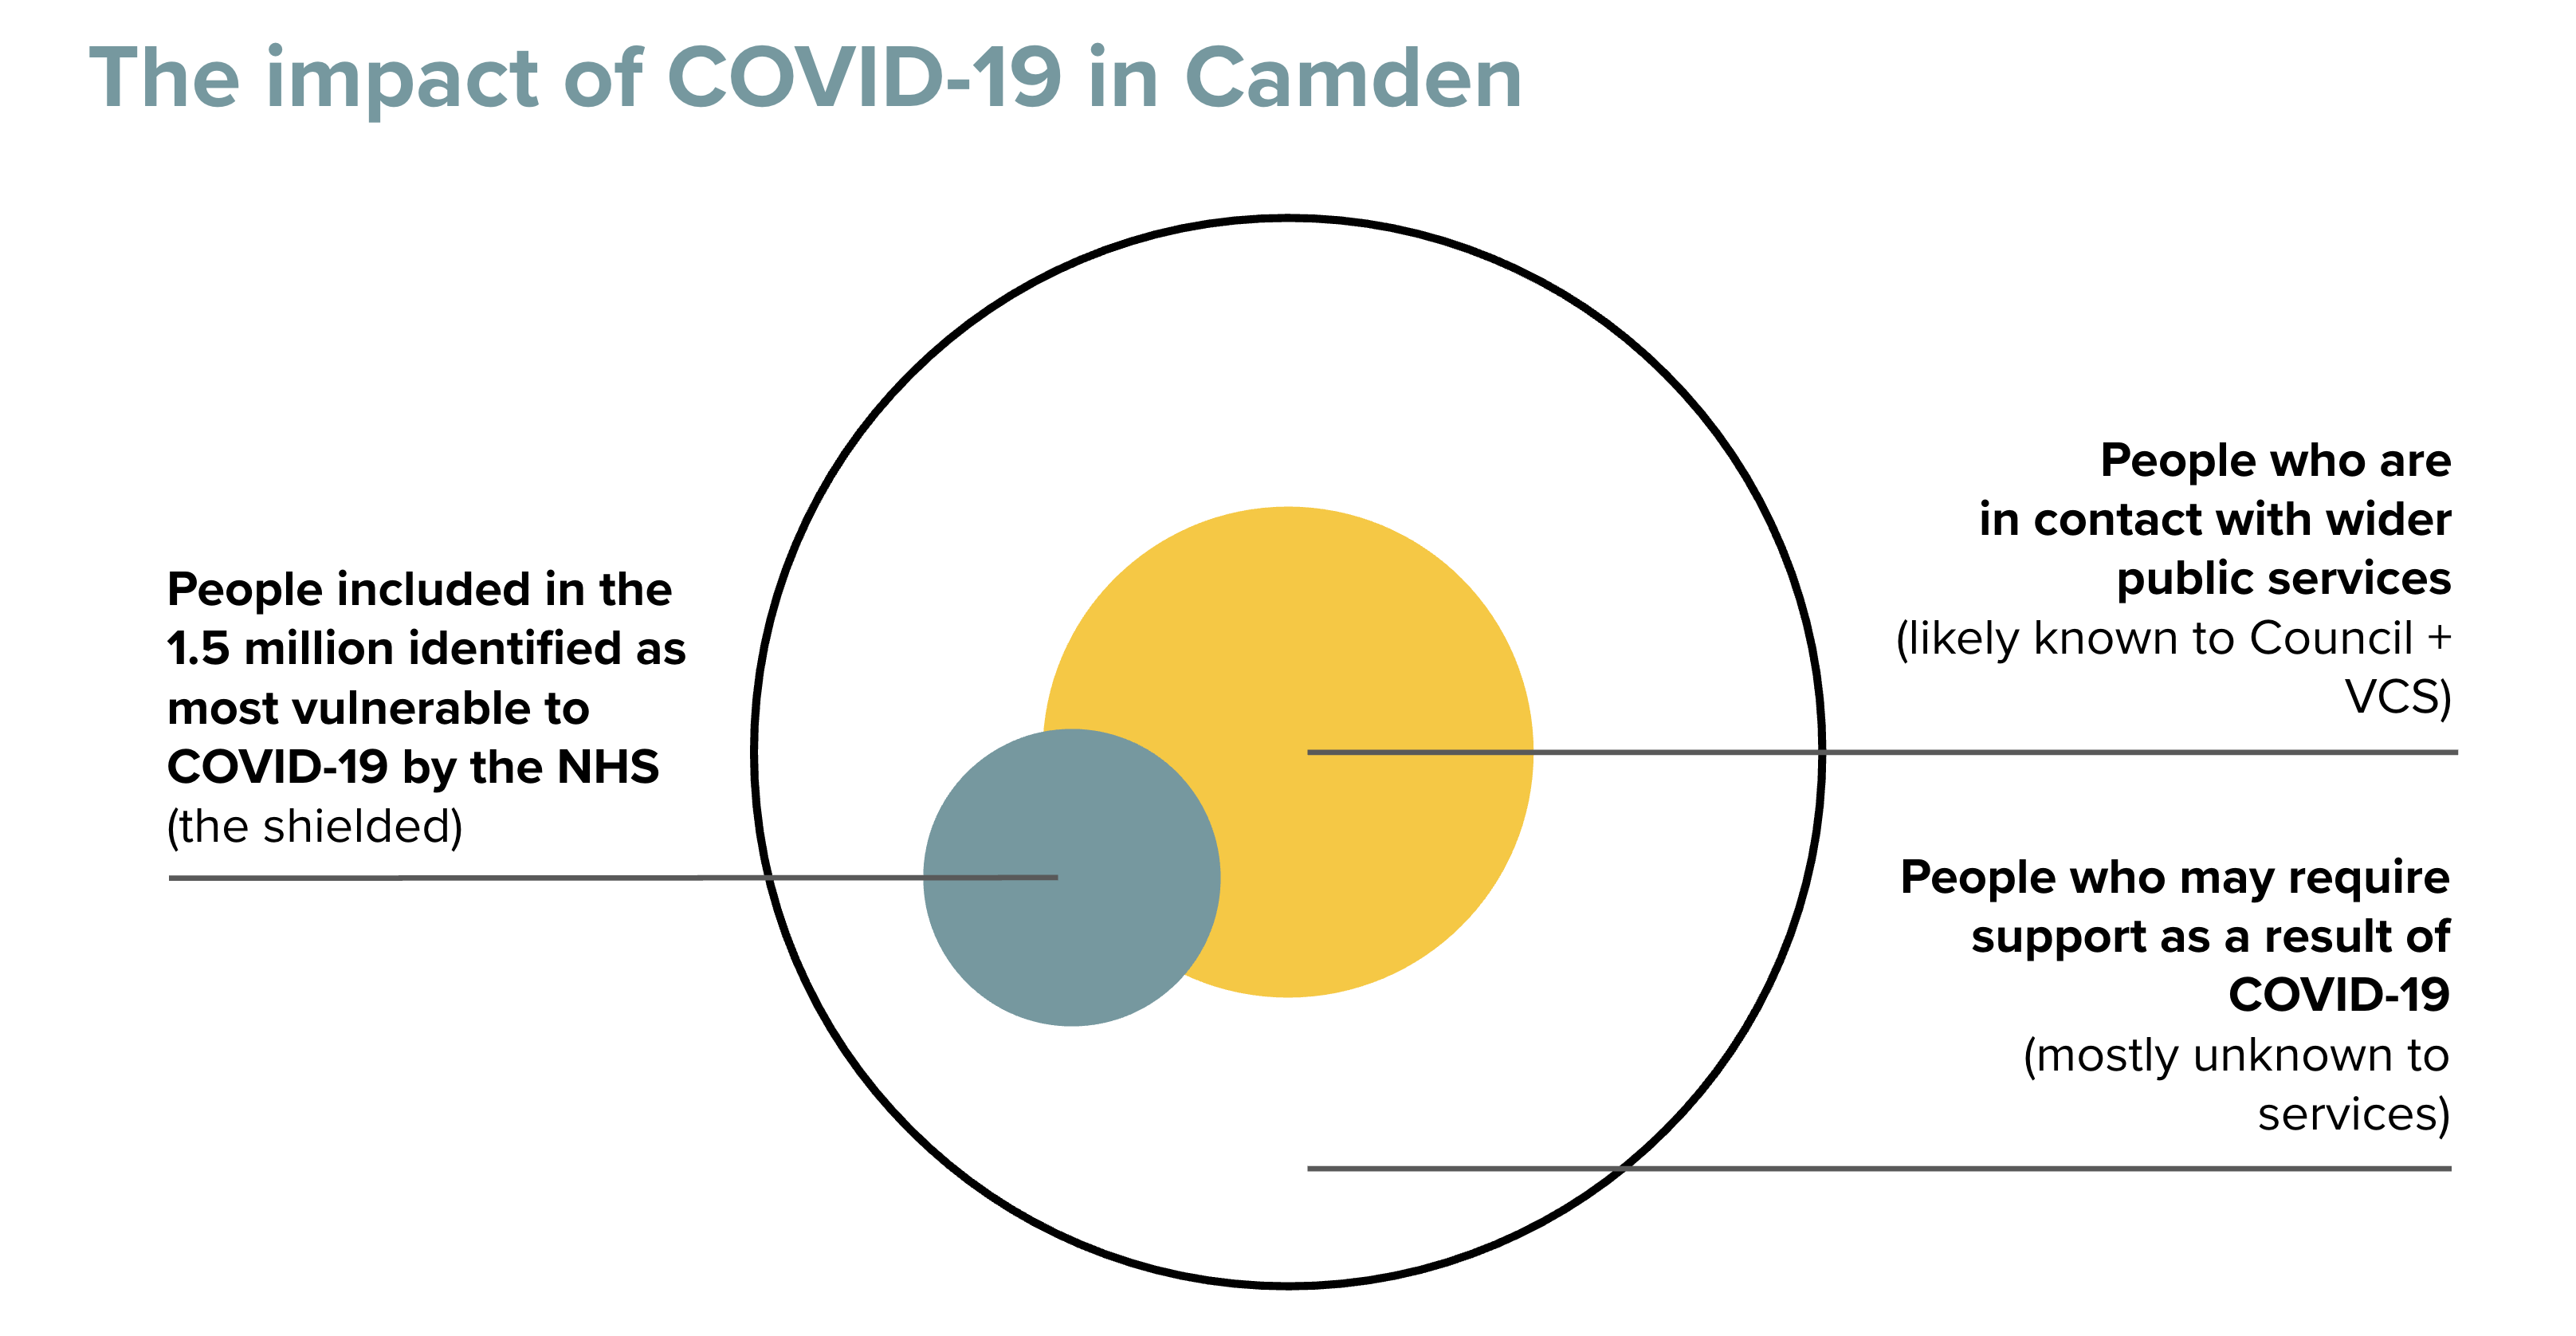 The impact of COVID-19 in Camden
People included in the
1.5 million identified as
most vulnerable to
COVID-19 by the NHS
(the shielded)
People who are
in contact with wider
public services
(likely known to Council +
VCS)
People who may require
support as a result of
COVID-19
(mostly unknown to
services)